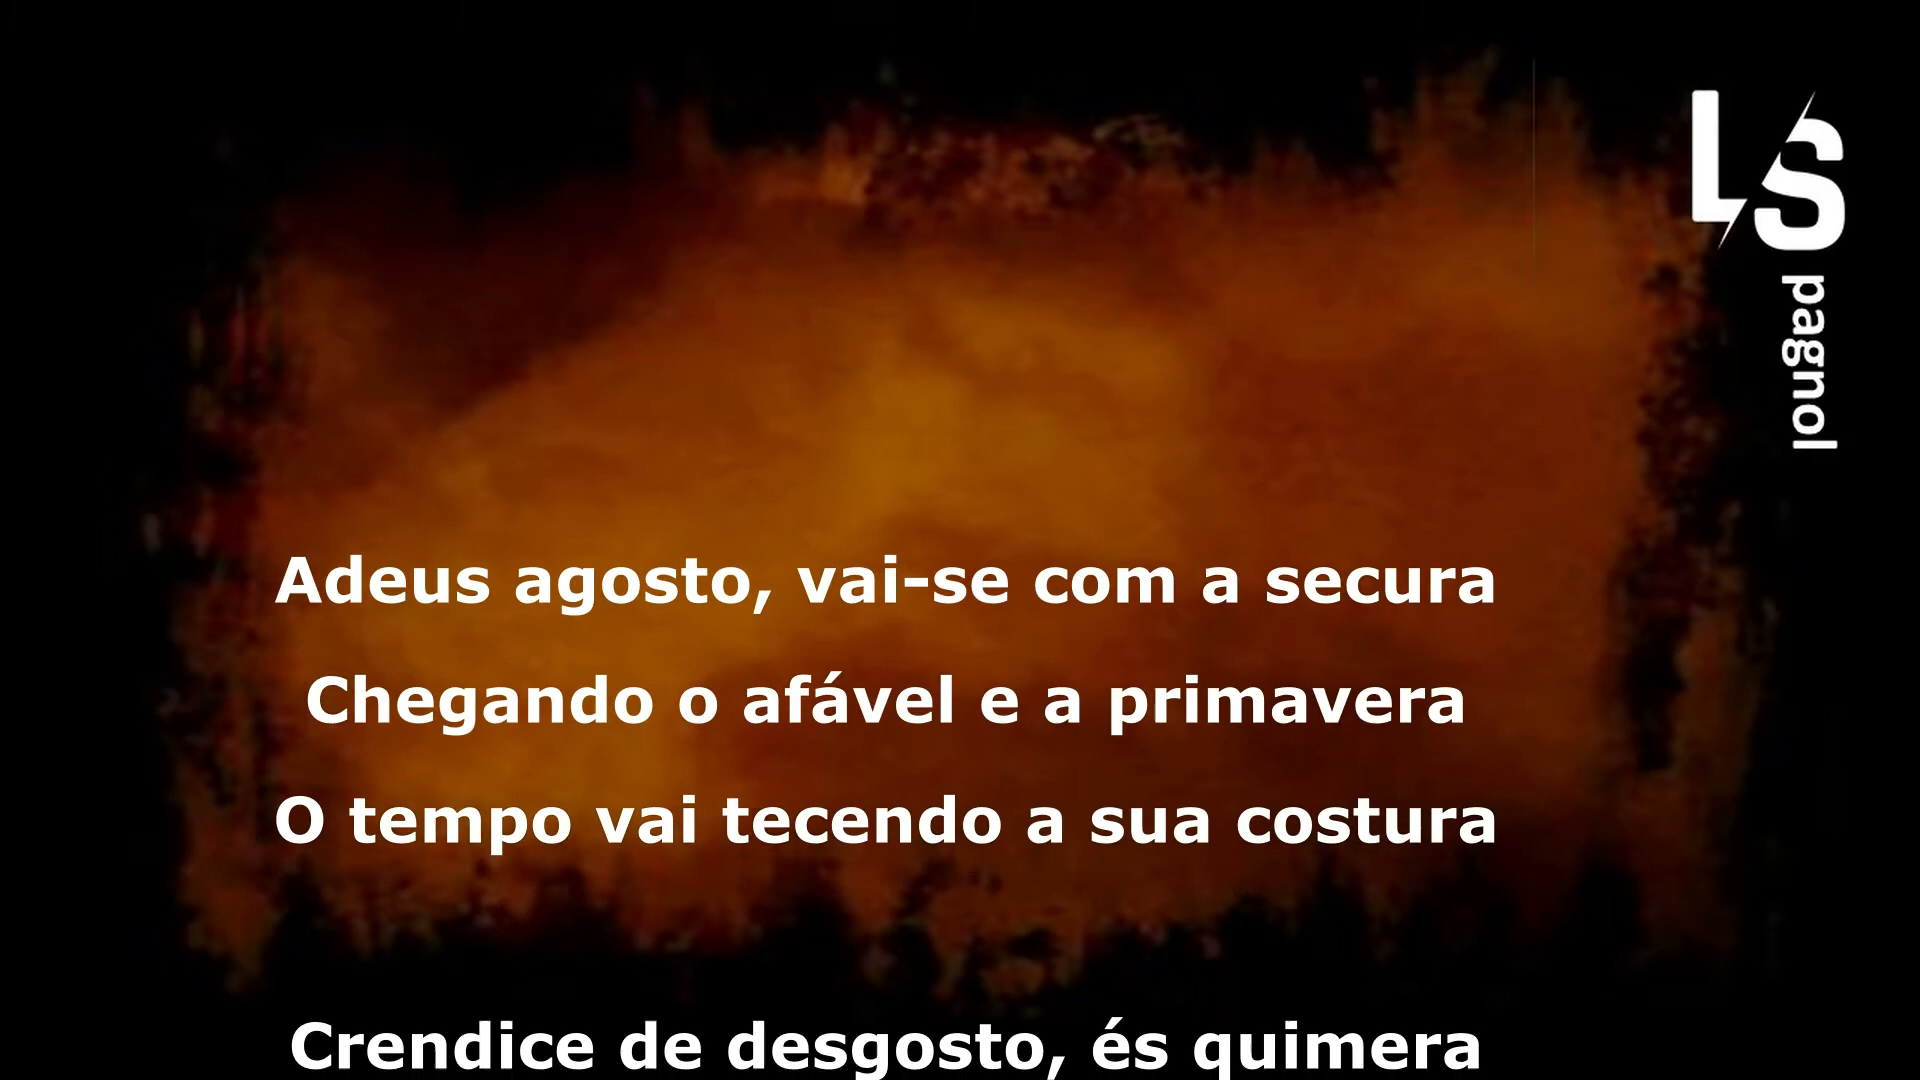 LS
pagnol
Adeus agosto, vai-se com a secura
Chegando o afável e a primavera
O tempo vai tecendo a sua costura
Crendice de desgosto, és quimera